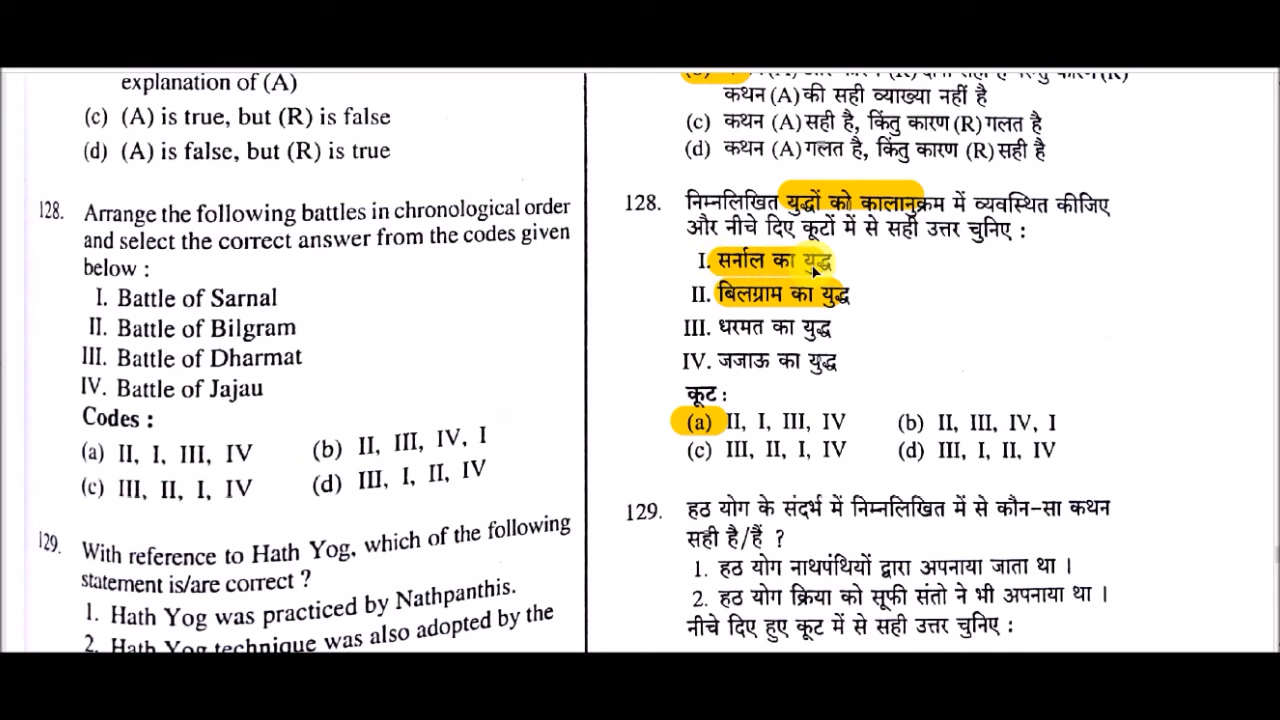 explanation of (A)
(c) (A) is true, but (R) is false
(d) (A) is false, but (R) is true
128. Arrange the following battles in chronological order
and select the correct answer from the codes given
below :
I. Battle of Sarnal
II. Battle of Bilgram
III. Battle of Dharmat
IV. Battle of Jajau
Codes :
(a) II, I, III, IV (b) II, III, IV, I
(c) III, II, I, IV (d) III, I, II, IV
129. With reference to Hath Yog, which of the following
statement is/are correct ?
1. Hath Yog was practiced by Nathpanthis.
2. Hath Yog technique was also adopted by the
कथन (A) की सही व्याख्या नहीं है
(c) कथन (A) सही है, किंतु कारण (R) गलत है
(d) कथन (A) गलत है, किंतु कारण (R) सही है
128. निम्नलिखित युद्धों को कालानुक्रम में व्यवस्थित कीजिए
और नीचे दिए कूटों में से सही उत्तर चुनिए :
I. सर्नाल का युद्ध
II. बिलग्राम का युद्ध
III. धरमत का युद्ध
IV. जजाऊ का युद्ध
कूट :
(a) II, I, III, IV (b) II, III, IV, I
(c) III, II, I, IV (d) III, I, II, IV
129. हठ योग के संदर्भ में निम्नलिखित में से कौन-सा कथन
सही है/हैं ?
1. हठ योग नाथपंथियों द्वारा अपनाया जाता था ।
2. हठ योग क्रिया को सूफी संतो ने भी अपनाया था ।
नीचे दिए हुए कूट में से सही उत्तर चुनिए :